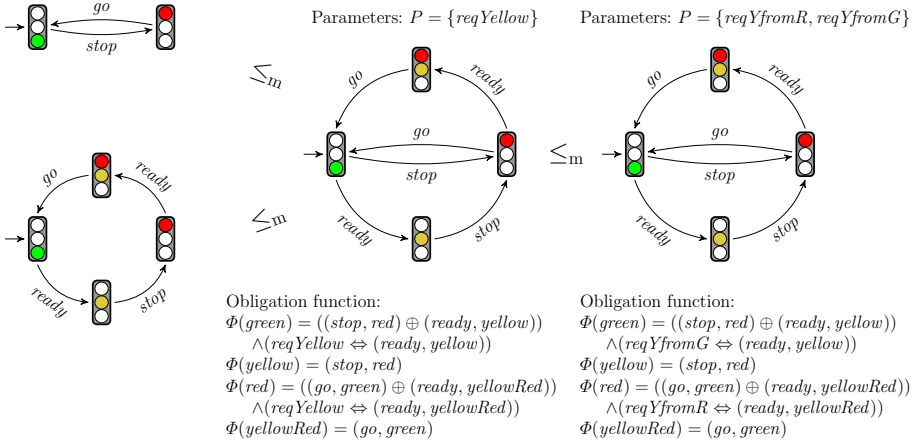 go
stop
go
ready
ready
stop
≤m
≤m
Parameters: P = {reqYellow}
go
ready
go
stop
ready
stop
≤m
Parameters: P = {reqYfromR, reqYfromG}
go
ready
go
stop
ready
stop
Obligation function:
Φ(green) = ((stop, red) ⊕ (ready, yellow))
∧(reqYellow ⇔ (ready, yellow))
Φ(yellow) = (stop, red)
Φ(red) = ((go, green) ⊕ (ready, yellowRed))
∧(reqYellow ⇔ (ready, yellowRed))
Φ(yellowRed) = (go, green)
Obligation function:
Φ(green) = ((stop, red) ⊕ (ready, yellow))
∧(reqYfromG ⇔ (ready, yellow))
Φ(yellow) = (stop, red)
Φ(red) = ((go, green) ⊕ (ready, yellowRed))
∧(reqYfromR ⇔ (ready, yellowRed))
Φ(yellowRed) = (go, green)